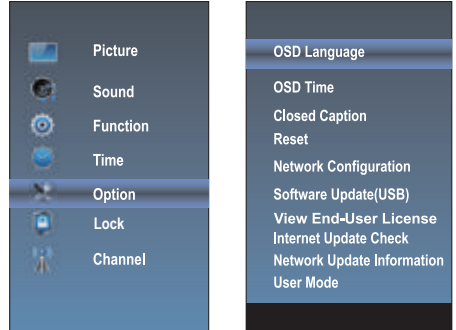 Picture
Sound
Function
Time
Option
Lock
Channel
OSD Language
OSD Time
Closed Caption
Reset
Network Configuration
Software Update(USB)
View End-User License
Internet Update Check
Network Update Information
User Mode